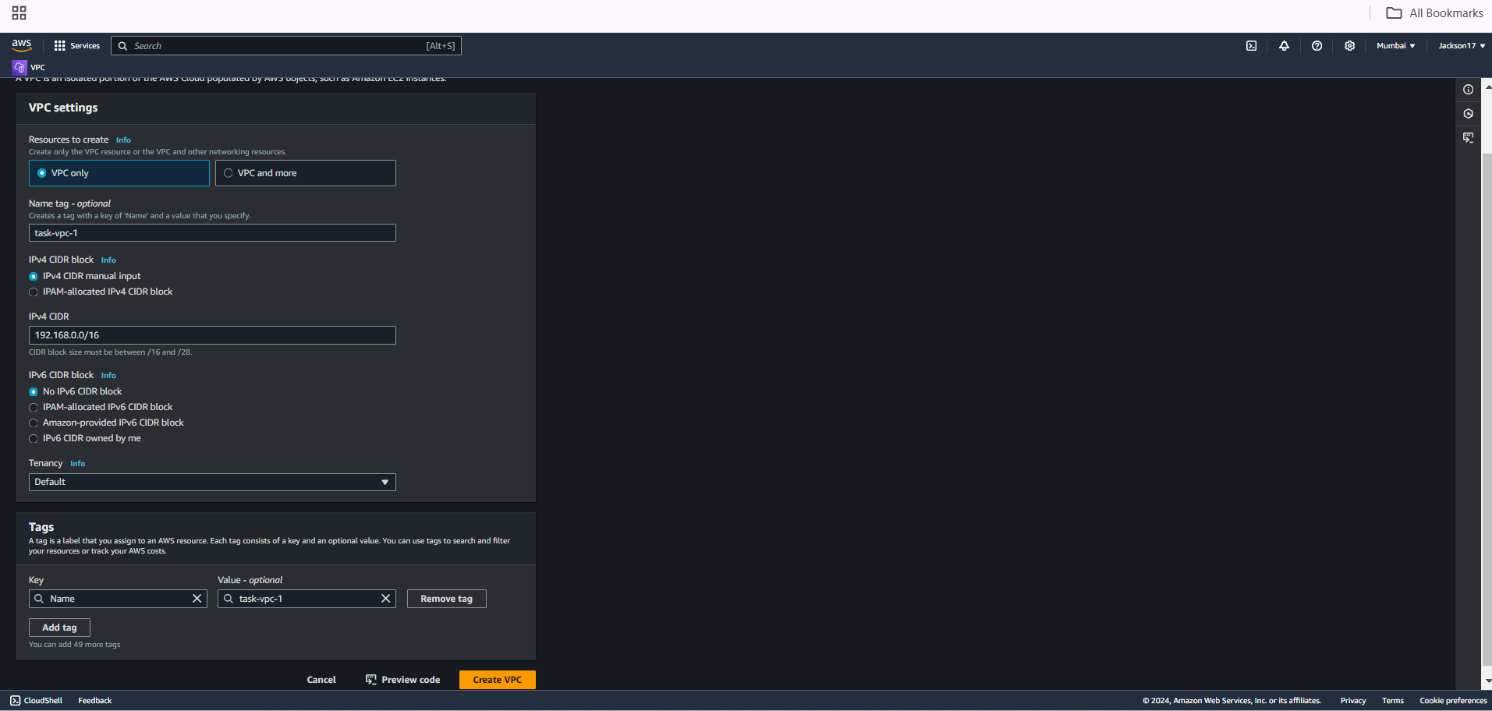 All Bookmarks
aws
Services
Search
[Alt+S]
Mumbai
Jackson17
VPC
A VPC is an isolated portion of the AWS Cloud populated by AWS objects, such as Amazon EC2 instances.
VPC settings
Resources to create Info
Create only the VPC resource or the VPC and other networking resources.
VPC only
VPC and more
Name tag - optional
Creates a tag with a key of 'Name' and a value that you specify.
task-vpc-1
IPv4 CIDR block Info
IPv4 CIDR manual input
IPAM-allocated IPv4 CIDR block
IPv4 CIDR
192.168.0.0/16
CIDR block size must be between /16 and /28.
IPv6 CIDR block Info
No IPv6 CIDR block
IPAM-allocated IPv6 CIDR block
Amazon-provided IPv6 CIDR block
IPv6 CIDR owned by me
Tenancy Info
Default
Tags
A tag is a label that you assign to an AWS resource. Each tag consists of a key and an optional value. You can use tags to search and filter
your resources or track your AWS costs.
Key
Value - optional
Name
task-vpc-1
Remove tag
Add tag
You can add 49 more tags
Cancel
Preview code
Create VPC
CloudShell
Feedback
© 2024, Amazon Web Services, Inc. or its affiliates.
Privacy
Terms
Cookie preferences